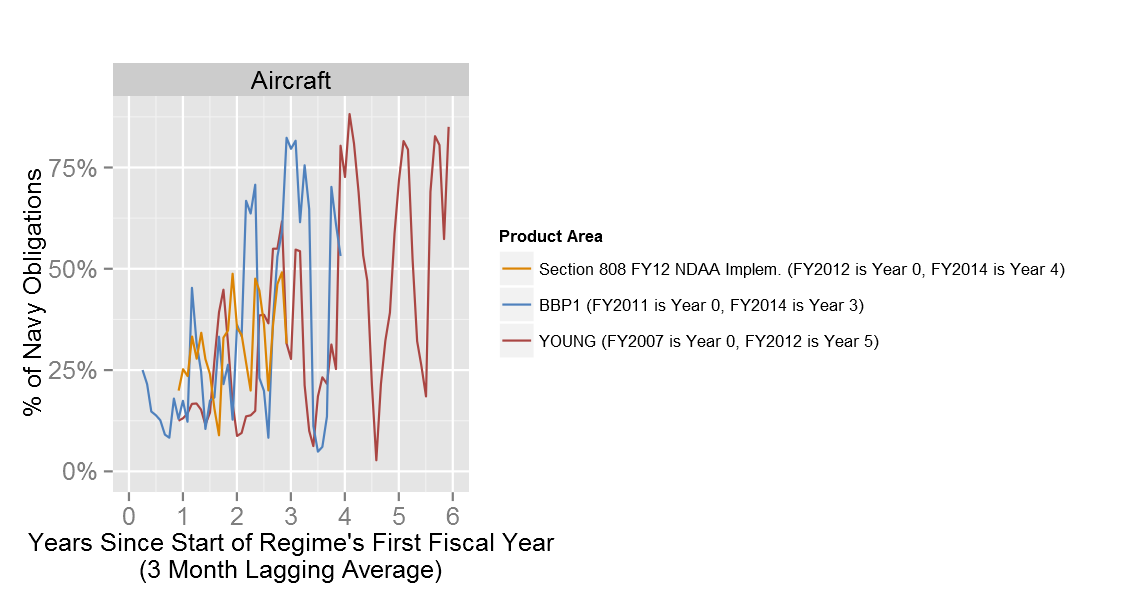 Aircraft
% of Navy Obligations
75%
50%
25%
0%
0 1 2 3 4 5 6
Years Since Start of Regime's First Fiscal Year
(3 Month Lagging Average)
Product Area
Section 808 FY12 NDAA Implem. (FY2012 is Year 0, FY2014 is Year 4)
BBP1 (FY2011 is Year 0, FY2014 is Year 3)
YOUNG (FY2007 is Year 0, FY2012 is Year 5)